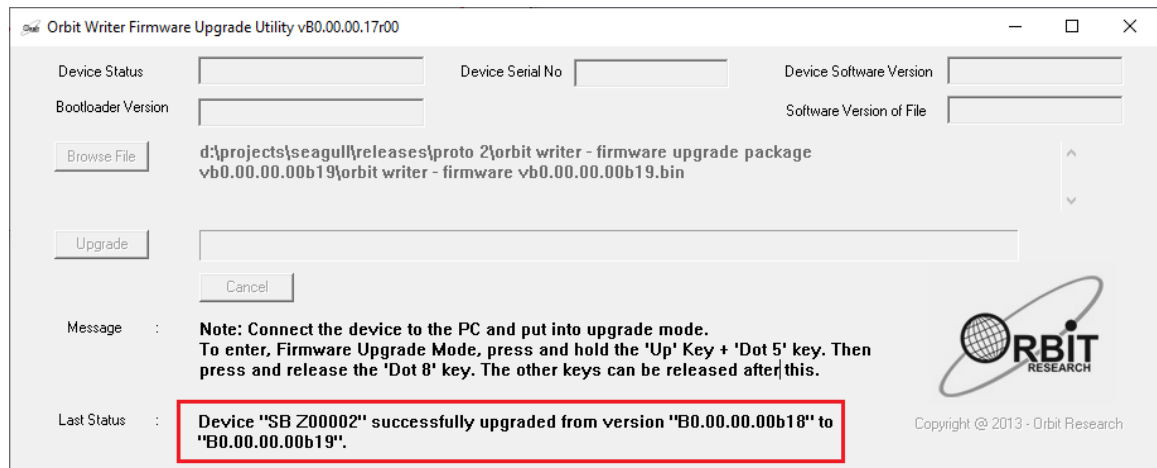 Orbit Writer Firmware Upgrade Utility vB0.00.00.17r00
Device Status
Device Serial No
Device Software Version
Bootloader Version
Software Version of File
Browse File
d:\projects\seagull\releases\proto 2\orbit writer - firmware upgrade package
vb0.00.00.00b19\orbit writer - firmware vb0.00.00.00b19.bin
Upgrade
Cancel
Message :
Note: Connect the device to the PC and put into upgrade mode.
To enter, Firmware Upgrade Mode, press and hold the 'Up' Key + 'Dot 5' key. Then
press and release the 'Dot 8' key. The other keys can be released after this.
ORBIT
RESEARCH
Last Status :
Device "SB Z00002" successfully upgraded from version "B0.00.00.00b18" to
"B0.00.00.00b19".
Copyright @ 2013 - Orbit Research